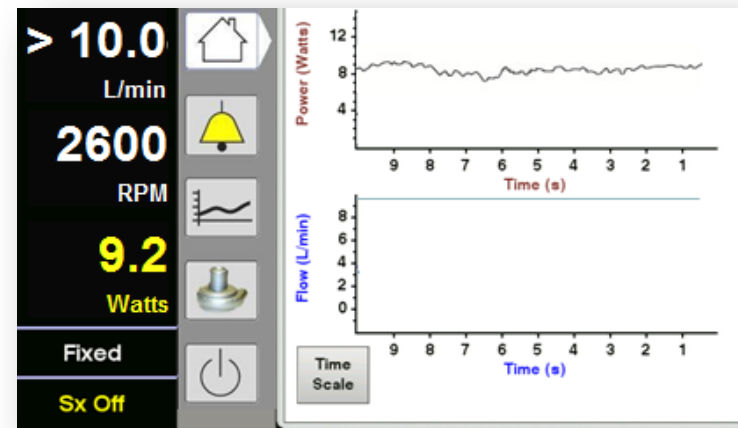 > 10.0
L/min
2600
RPM
9.2
Watts
Fixed
Sx Off
Power (Watts)
12
8
4
9 8 7 6 5 4 3 2 1
Time (s)
Flow (L/min)
8
6
4
2
0
9 8 7 6 5 4 3 2 1
Time (s)
Time
Scale